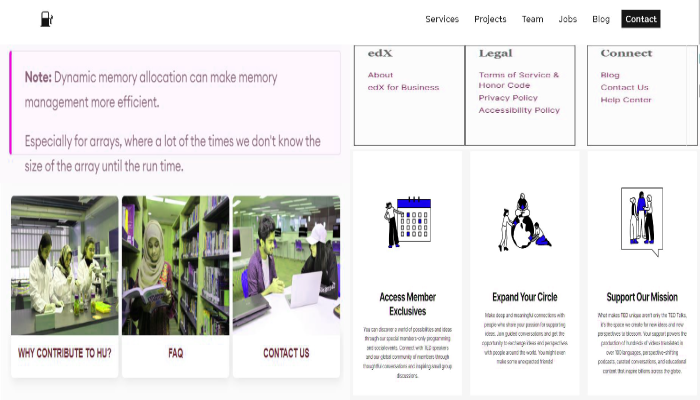 Services Projects Team Jobs Blog Contact
Note: Dynamic memory allocation can make memory
management more efficient.
Especially for arrays, where a lot of the times we don't know the
size of the array until the run time.
WHY CONTRIBUTE TO HU?
FAQ
CONTACT US
edX
About
edX for Business
Legal
Terms of Service &
Honor Code
Privacy Policy
Accessibility Policy
Connect
Blog
Contact Us
Help Center
Access Member
Exclusives
You can discover a world of possibilities and ideas
through our special members-only programming
and social events. Connect with TED speakers
and our global community of members through
thoughtful conversations and inspiring small group
discussions.
Expand Your Circle
Make deep and meaningful connections with
people who share your passion for supporting
ideas. Join guided conversations and get the
opportunity to exchange ideas and perspectives
with people around the world. You might even
make some unexpected friends!
Support Our Mission
What makes TED unique aren't only the TED Talks,
it's the space we create for new ideas and new
perspectives to blossom. Your support powers the
production of hundreds of videos translated in
over 100 languages, perspective-shifting
podcasts, curated conversations, and educational
content that inspire citizens across the globe.